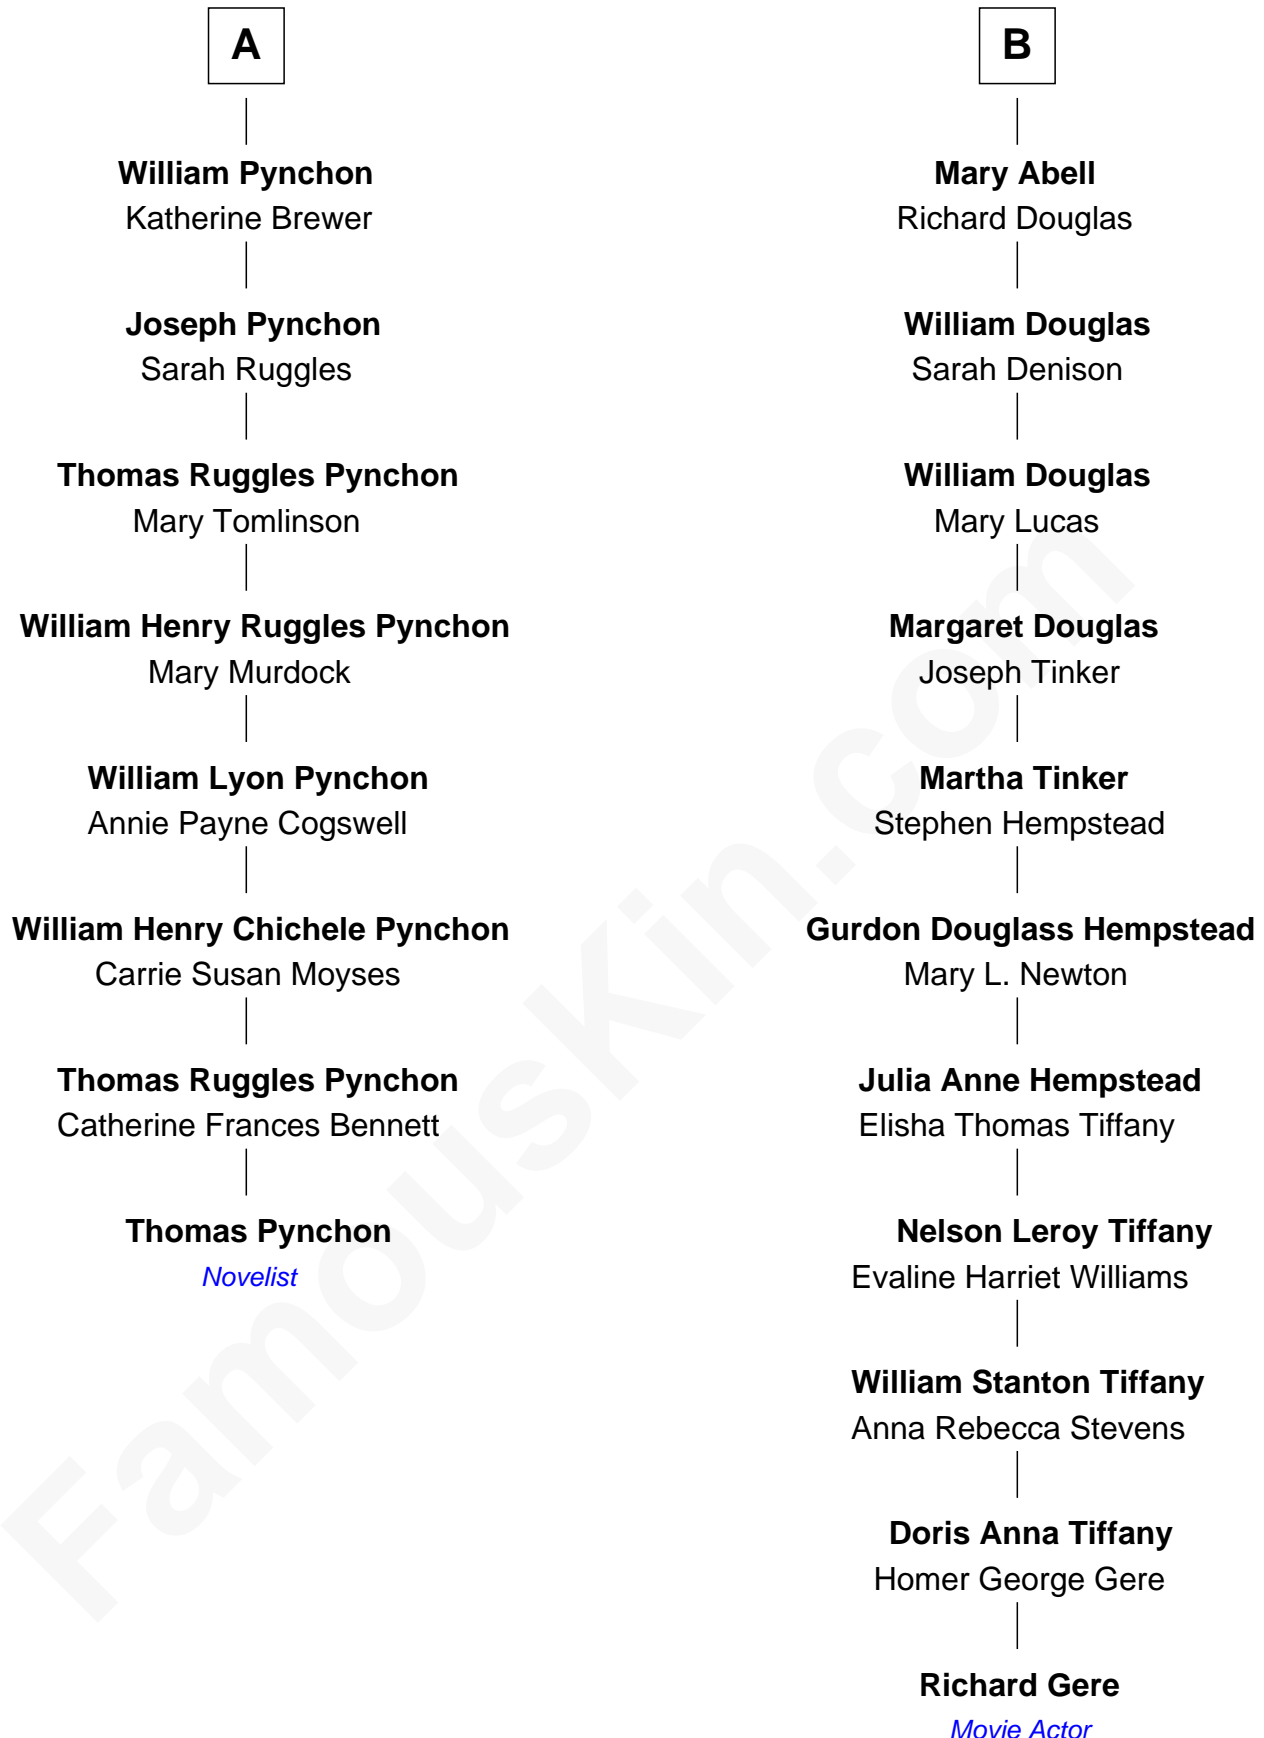 A
William Pynchon
Katherine Brewer
Joseph Pynchon
Sarah Ruggles
Thomas Ruggles Pynchon
Mary Tomlinson
William Henry Ruggles Pynchon
Mary Murdock
William Lyon Pynchon
Annie Payne Cogswell
William Henry Chichele Pynchon
Carrie Susan Moyses
Thomas Ruggles Pynchon
Catherine Frances Bennett
Thomas Pynchon
Novelist
B
Mary Abell
Richard Douglas
William Douglas
Sarah Denison
William Douglas
Mary Lucas
Margaret Douglas
Joseph Tinker
Martha Tinker
Stephen Hempstead
Gurdon Douglass Hempstead
Mary L. Newton
Julia Anne Hempstead
Elisha Thomas Tiffany
Nelson Leroy Tiffany
Evaline Harriet Williams
William Stanton Tiffany
Anna Rebecca Stevens
Doris Anna Tiffany
Homer George Gere
Richard Gere
Movie Actor
FamousKin.com